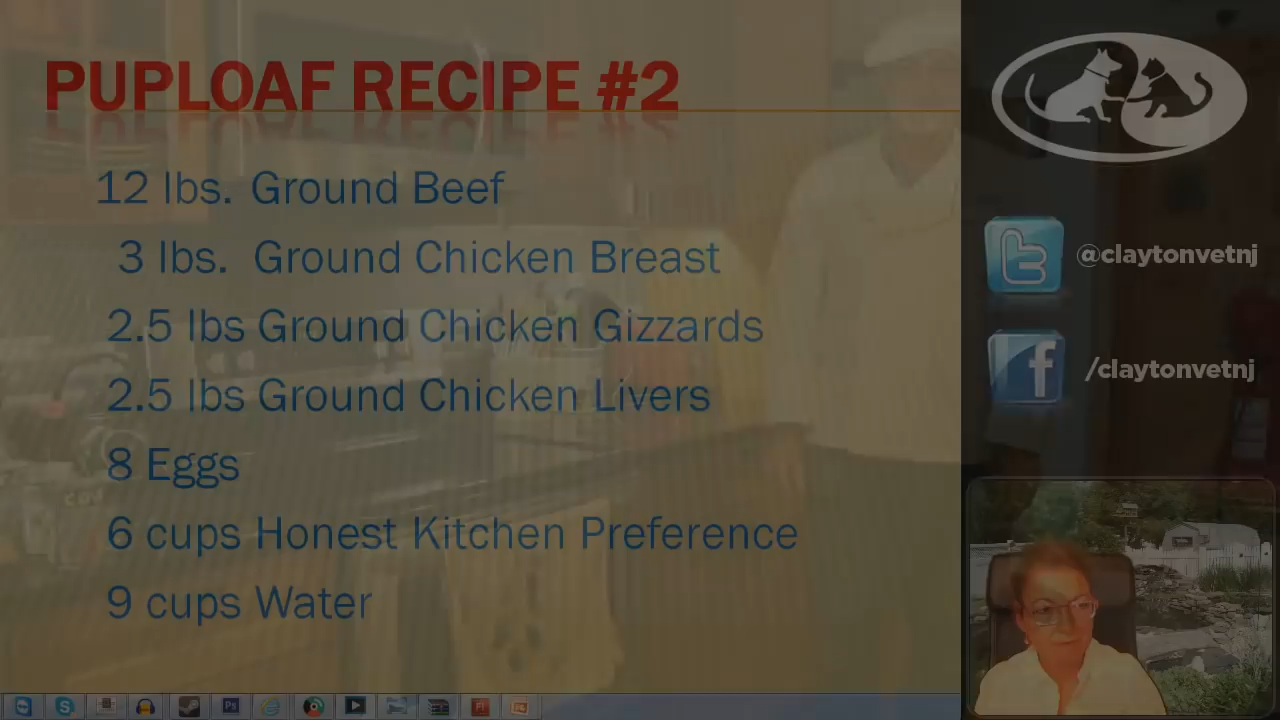 PUPLOAF RECIPE #2
12 lbs. Ground Beef
3 lbs. Ground Chicken Breast
2.5 lbs Ground Chicken Gizzards
2.5 lbs Ground Chicken Livers
8 Eggs
6 cups Honest Kitchen Preference
9 cups Water
@claytonvetnj
/claytonvetnj